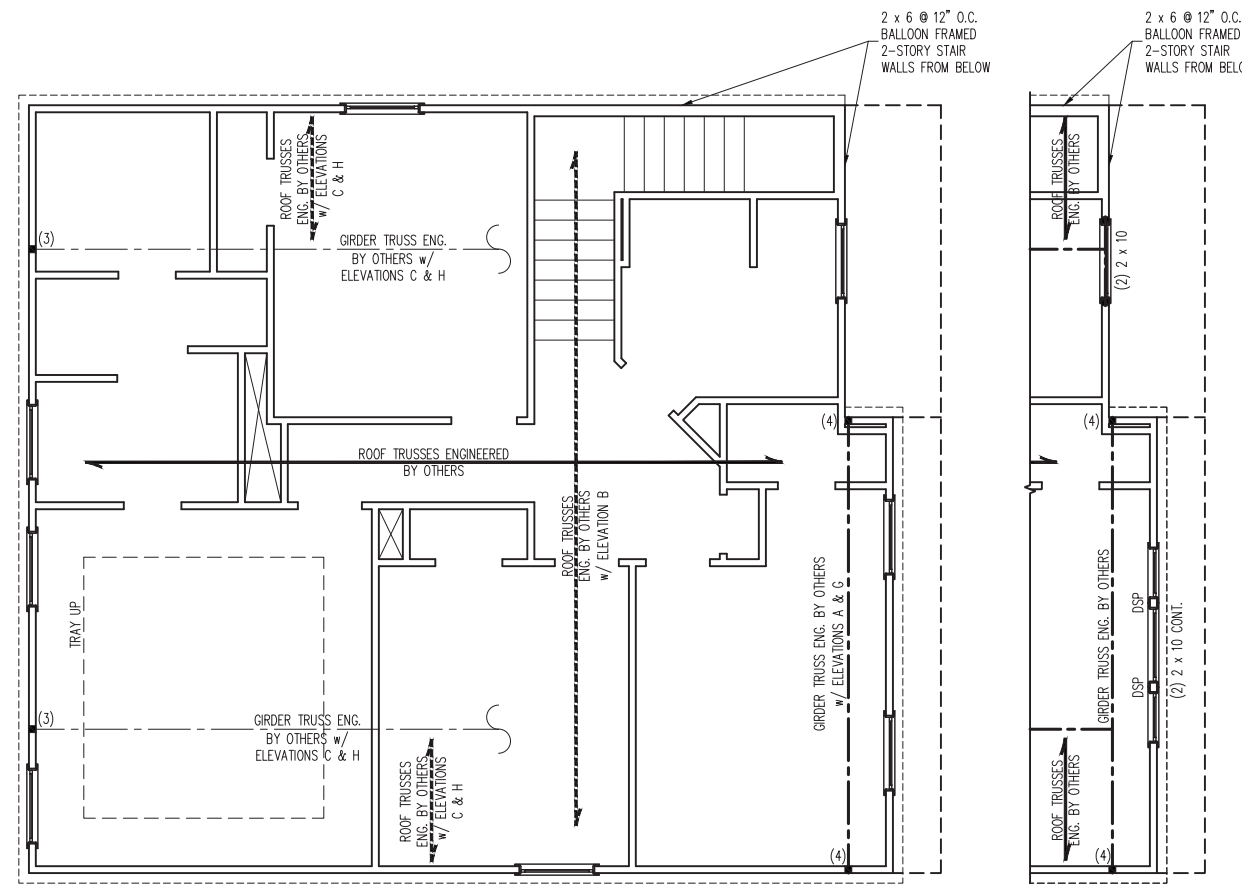 2 x 6 @ 12" O.C.
BALLOON FRAMED
2-STORY STAIR
WALLS FROM BELOW
2 x 6 @ 12" O.C.
BALLOON FRAMED
2-STORY STAIR
ROOF TRUSSES
ENG. BY OTHERS
w/ ELEVATIONS
C & H
(3)
GIRDER TRUSS ENG.
BY OTHERS w/
ELEVATIONS C & H
ROOF TRUSSES
ENG. BY OTHERS
(2) 2 x 10
(4)
(4)
ROOF TRUSSES ENGINEERED
BY OTHERS
ROOF TRUSSES
ENG. BY OTHERS
w/ ELEVATION B
TRAY UP
GIRDER TRUSS ENG. BY OTHERS
w/ ELEVATIONS A & G
GIRDER TRUSS ENG. BY OTHERS
DSP
DSP
(2) 2 x 10 CONT.
(3)
GIRDER TRUSS ENG.
BY OTHERS w/
ELEVATIONS C & H
ROOF TRUSSES
ENG. BY OTHERS
w/ ELEVATIONS
C & H
ROOF TRUSSES
ENG. BY OTHERS
(4)
(4)
WALLS FROM